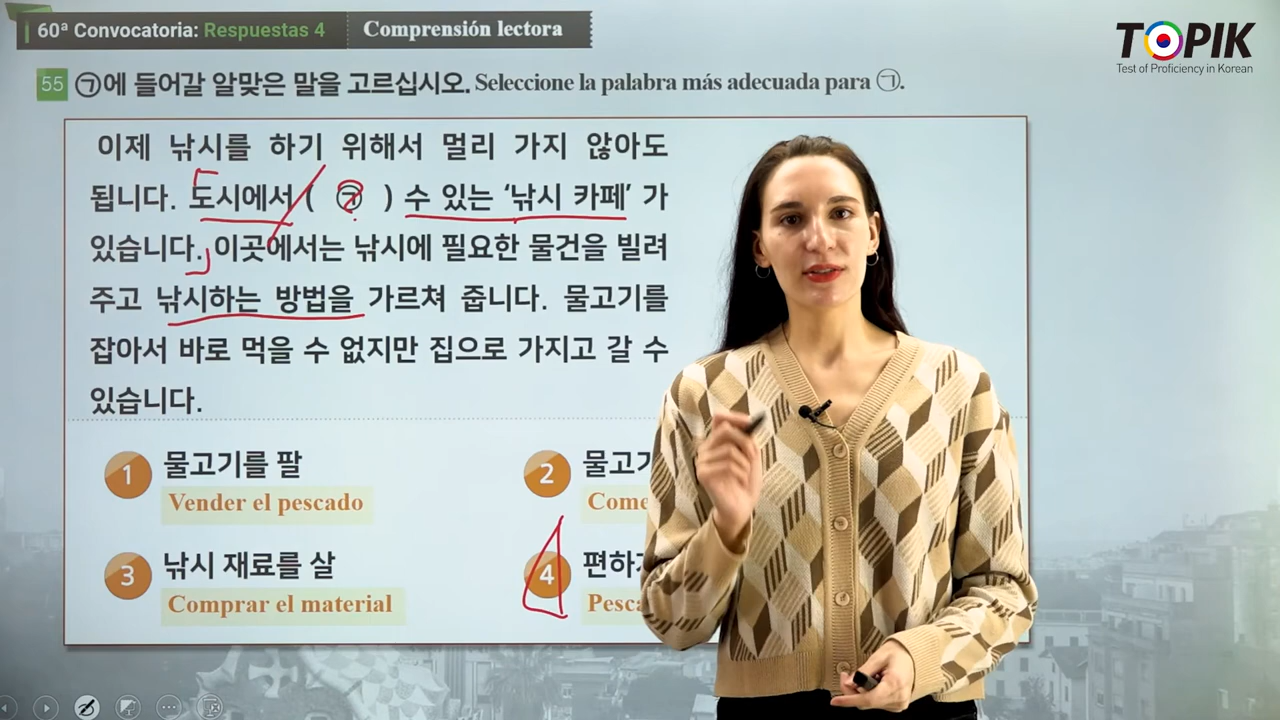 60ª Convocatoria: Respuestas 4 Comprensión lectora
TOPIK
Test of Proficiency in Korean
55 ㉠에 들어갈 알맞은 말을 고르십시오. Seleccione la palabra más adecuada para ㉠.
이제 낚시를 하기 위해서 멀리 가지 않아도
됩니다. 도시에서 ( ㉠ ) 수 있는 ‘낚시 카페’ 가
있습니다. 이곳에서는 낚시에 필요한 물건을 빌려
주고 낚시하는 방법을 가르쳐 줍니다. 물고기를
잡아서 바로 먹을 수 없지만 집으로 가지고 갈 수
있습니다.
1 물고기를 팔
Vender el pescado
2 물고기
Come
3 낚시 재료를 살
Comprar el material
4 편하
Pesca